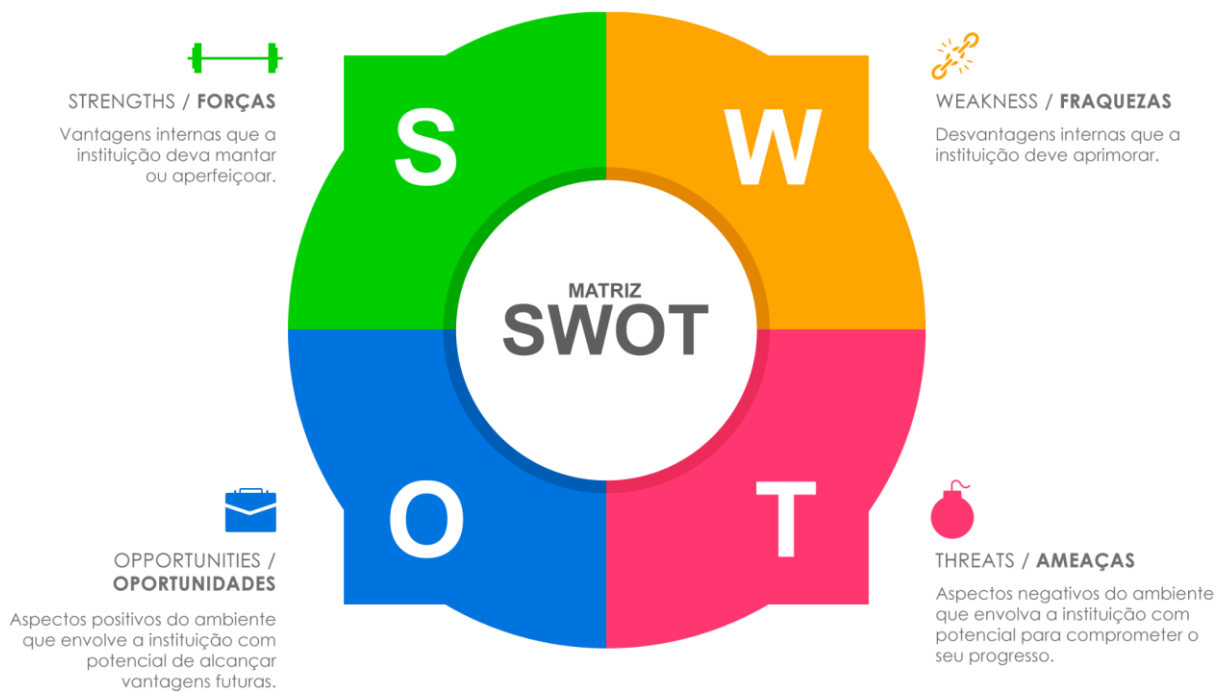 STRENGTHS / FORÇAS
Vantagens internas que a
instituição deva mantar
ou aperfeiçoar.
S
W
WEAKNESS / FRAQUEZAS
Desvantagens internas que a
instituição deve aprimorar.
MATRIZ
SWOT
OPPORTUNITIES /
OPORTUNIDADES
Aspectos positivos do ambiente
que envolve a instituição com
potencial de alcançar
vantagens futuras.
O
T
THREATS / AMEAÇAS
Aspectos negativos do ambiente
que envolva a instituição com
potencial para comprometer o
seu progresso.